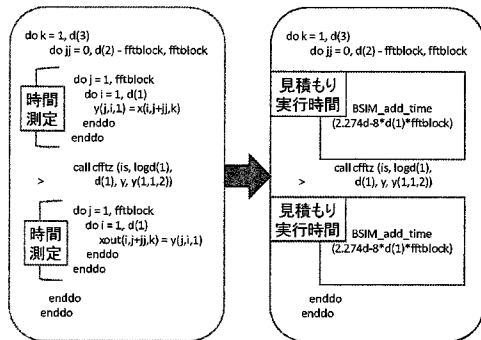 do k = 1, d(3)
do jj = 0, d(2) - fftblock, fftblock
do j = 1, fftblock
do i = 1, d(1)
y(j,i,1) = x(i,j+jj,k)
enddo
enddo
時間
測定
> call cfftz (is, logd(1),
d(1), y, y(1,1,2))
do j = 1, fftblock
do i = 1, d(1)
xout(i,j+jj,k) = y(j,i,1)
enddo
enddo
時間
測定
enddo
enddo
do k = 1, d(3)
do jj = 0, d(2) - fftblock, fftblock
見積もり
実行時間
BSIM_add_time
(2.274d-8*d(1)*fftblock)
call cfftz (is, logd(1),
> d(1), y, y(1,1,2))
見積もり
実行時間
BSIM_add_time
(2.274d-8*d(1)*fftblock)
enddo
enddo